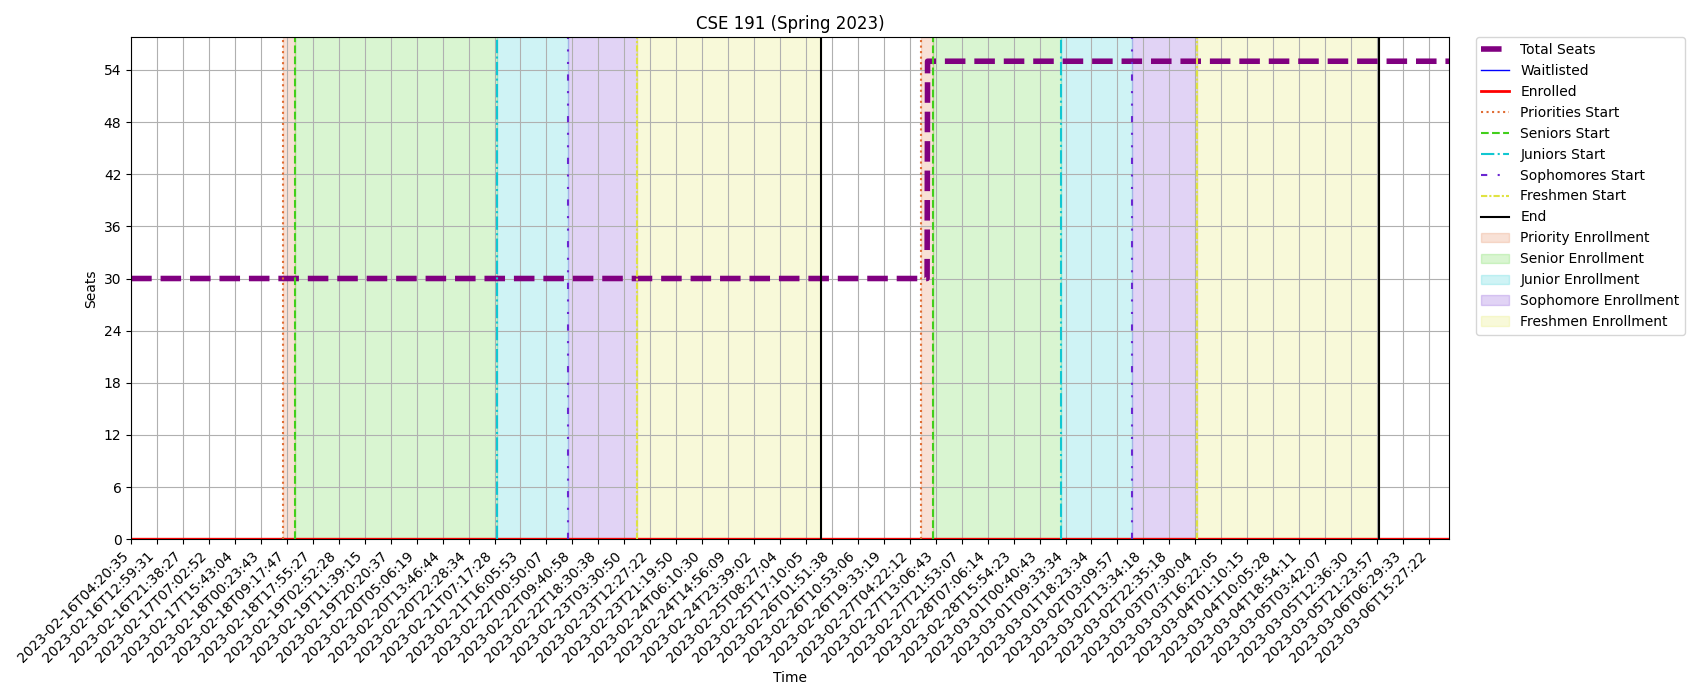 CSE 191 (Spring 2023)
Seats
54
48
42
36
30
24
18
12
6
0
2023-02-16T04:20:35
2023-02-16T12:59:31
2023-02-16T21:38:27
2023-02-17T07:02:52
2023-02-17T15:43:04
2023-02-18T00:23:43
2023-02-18T09:17:47
2023-02-18T17:55:27
2023-02-19T02:52:28
2023-02-19T11:39:15
2023-02-19T20:20:37
2023-02-20T05:06:19
2023-02-20T13:46:44
2023-02-20T22:28:34
2023-02-21T07:17:28
2023-02-21T16:05:53
2023-02-22T00:50:07
2023-02-22T09:40:58
2023-02-22T18:30:38
2023-02-23T03:30:50
2023-02-23T12:27:22
2023-02-23T21:19:50
2023-02-24T06:10:30
2023-02-24T14:56:09
2023-02-24T23:39:02
2023-02-25T08:27:04
2023-02-25T17:10:05
2023-02-26T01:51:38
2023-02-26T10:53:06
2023-02-26T19:33:19
2023-02-27T04:22:12
2023-02-27T13:06:43
2023-02-27T21:53:07
2023-02-28T07:06:14
2023-02-28T15:54:23
2023-03-01T00:40:43
2023-03-01T09:33:34
2023-03-01T18:23:34
2023-03-02T03:09:57
2023-03-02T13:34:18
2023-03-02T22:35:18
2023-03-03T07:30:04
2023-03-03T16:22:05
2023-03-04T01:10:15
2023-03-04T10:05:28
2023-03-04T18:54:11
2023-03-05T03:42:07
2023-03-05T12:36:30
2023-03-05T21:23:57
2023-03-06T06:29:33
2023-03-06T15:27:22
Time
Total Seats
Waitlisted
Enrolled
Priorities Start
Seniors Start
Juniors Start
Sophomores Start
Freshmen Start
End
Priority Enrollment
Senior Enrollment
Junior Enrollment
Sophomore Enrollment
Freshmen Enrollment